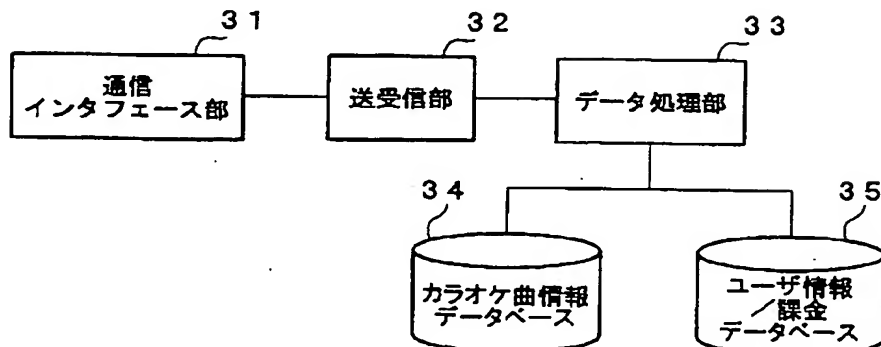 31
32
33
通信
インタフェース部
送受信部
データ処理部
34
35
カラオケ曲情報
データベース
ユーザ情報
／課金
データベース